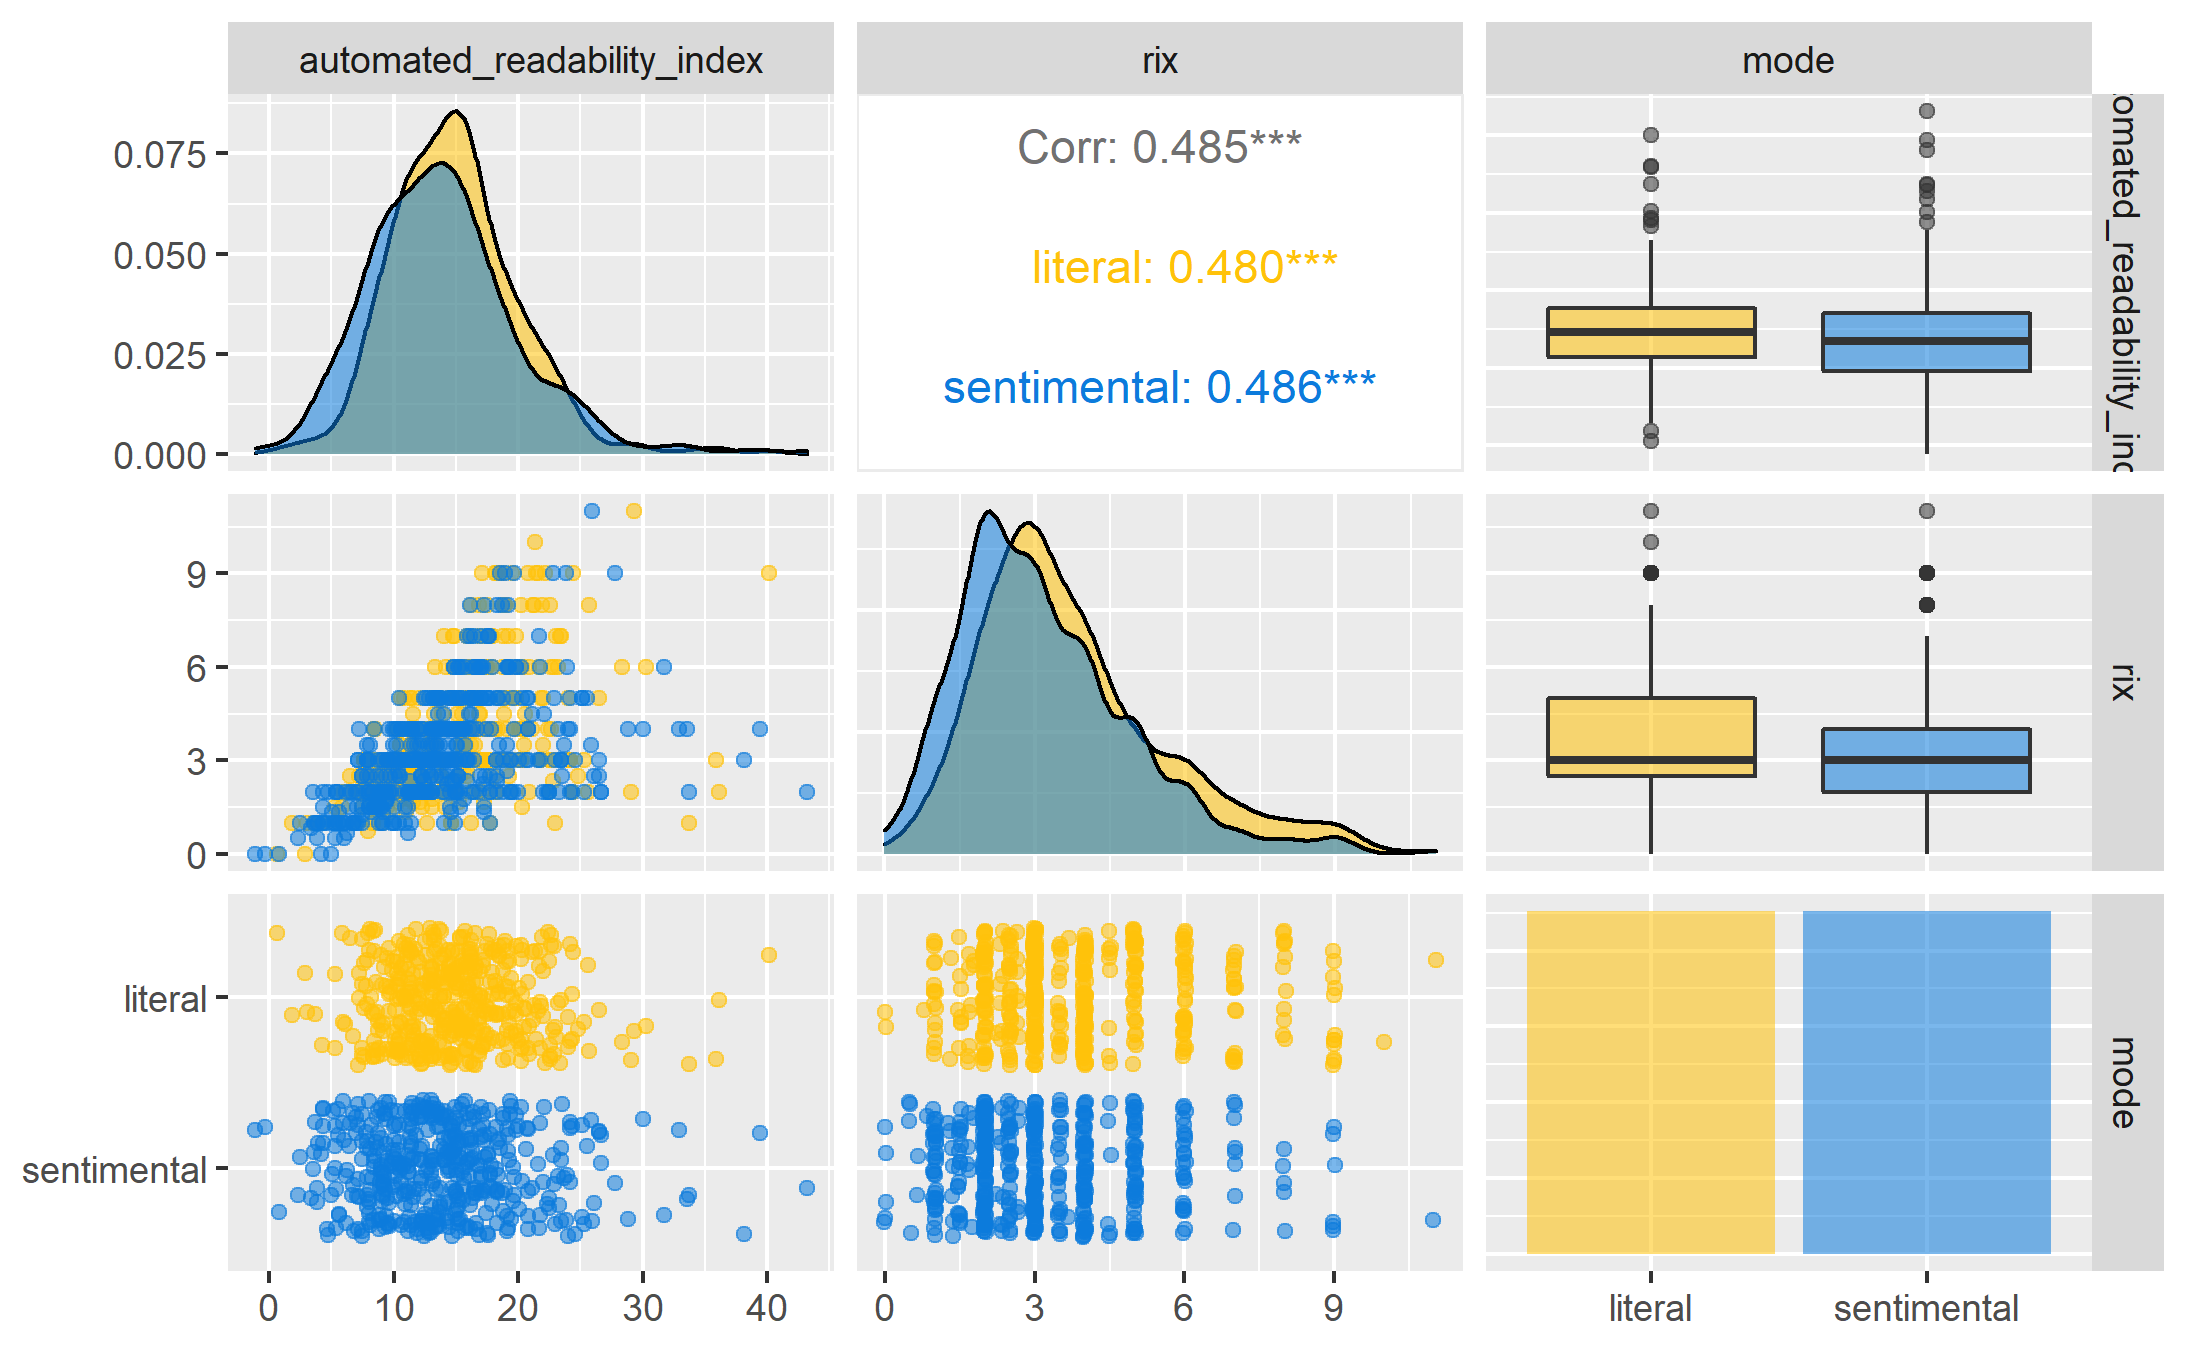 automated_readability_index
rix
mode
0.075
0.050
0.025
0.000
Corr: 0.485***
literal: 0.480***
sentimental: 0.486***
omated_readability_inc
9
6
3
0
rix
literal
sentimental
mode
0 10 20 30 40
0 3 6 9
literal sentimental